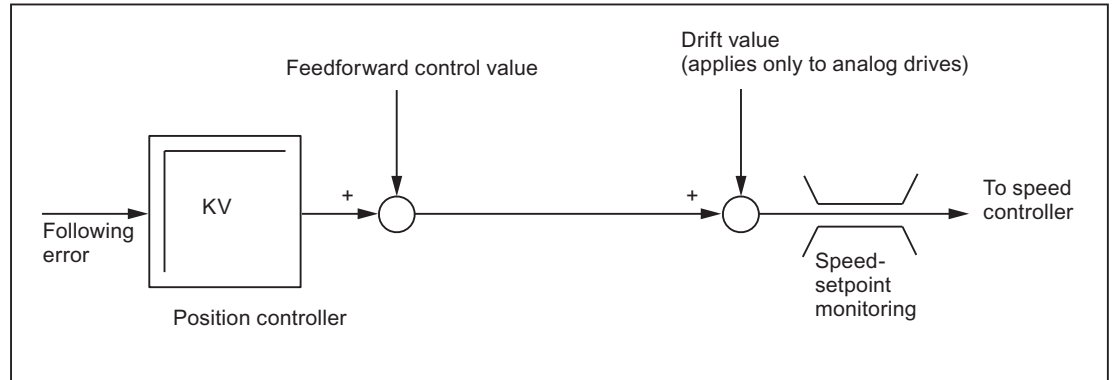 Drift value
(applies only to analog drives)
Feedforward control value
+
+
KV
To speed
controller
Following
error
Speed-
setpoint
monitoring
Position controller